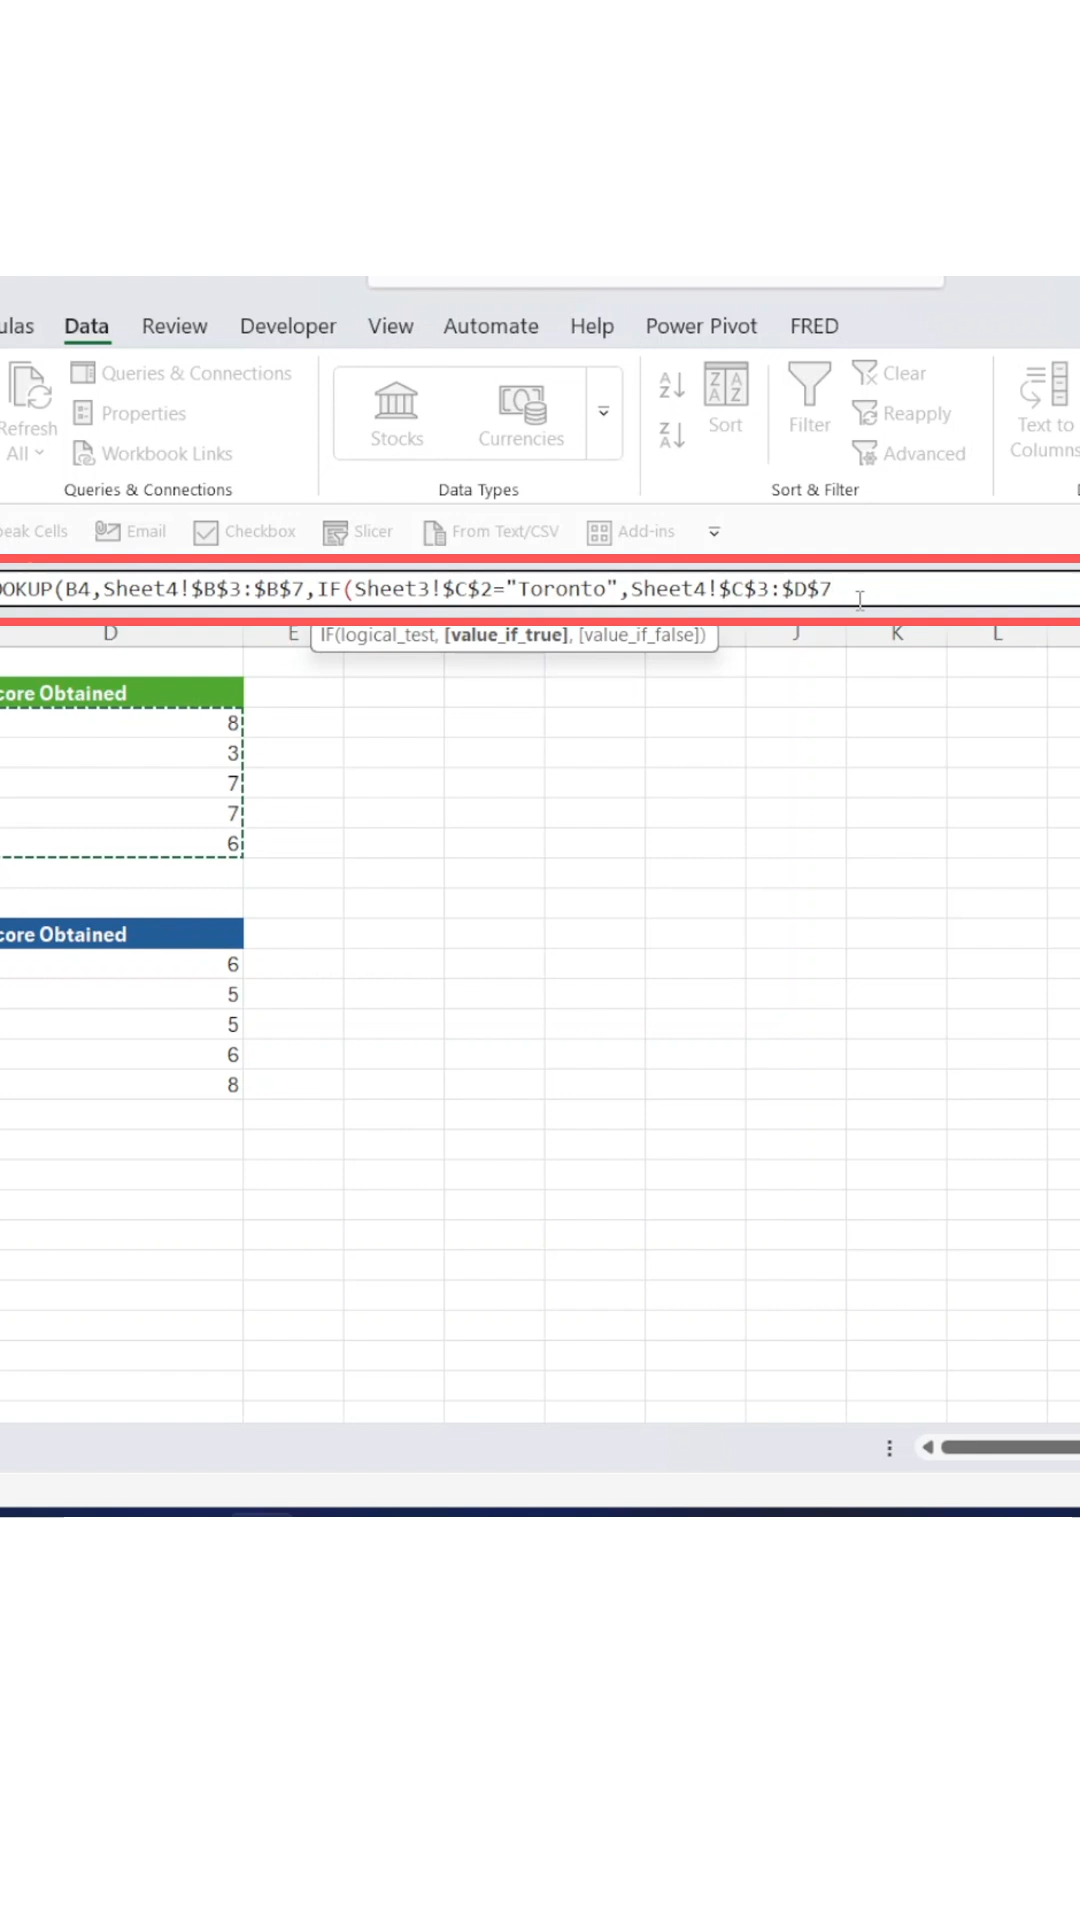 ulas Data Review Developer View Automate Help Power Pivot FRED
Refresh All
Queries & Connections
Properties
Workbook Links
Queries & Connections
Stocks Currencies
Data Types
Sort
Filter
Clear
Reapply
Advanced
Sort & Filter
Text to
Columns
eak Cells Email Checkbox Slicer From Text/CSV Add-ins
OOKUP(B4,Sheet4!$B$3:$B$7,IF(Sheet3!$C$2="Toronto",Sheet4!$C$3:$D$7
D E IF(logical_test, [value_if_true], [value_if_false]) J K L
core Obtained
8
3
7
7
6
core Obtained
6
5
5
6
8